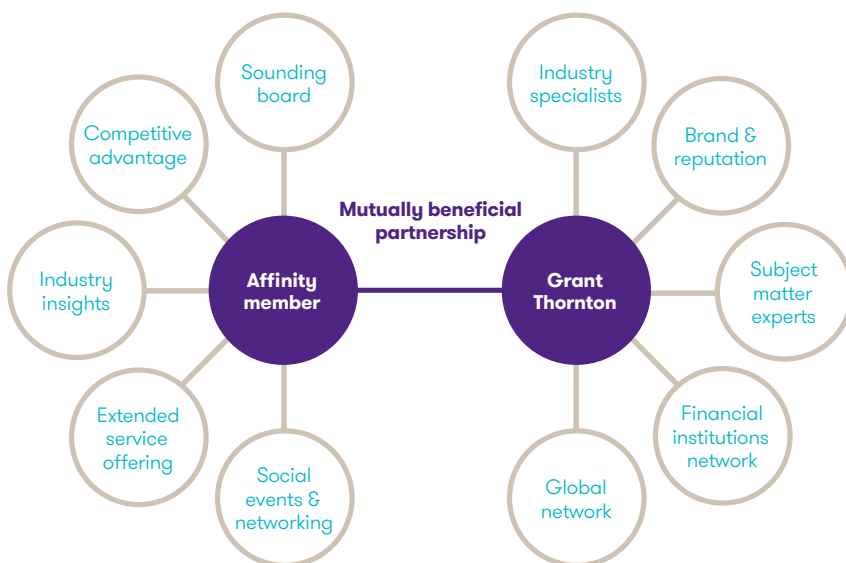 Sounding
board
Industry
specialists
Competitive
advantage
Brand &
reputation
Mutually beneficial
partnership
Industry
insights
Affinity
member
Grant
Thornton
Subject
matter
experts
Extended
service
offering
Financial
institutions
network
Social
events &
networking
Global
network